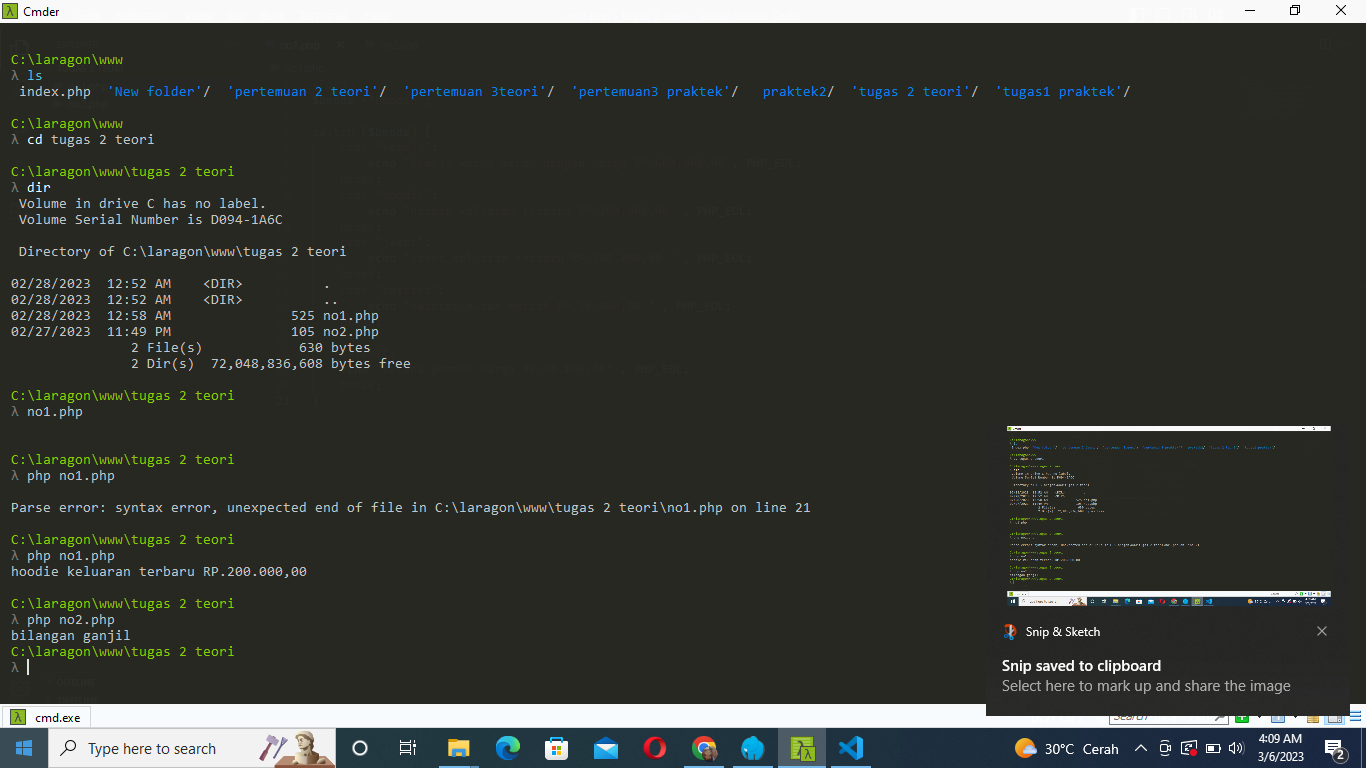 Cmder
C:\laragon\www
λ ls
index.php 'New folder'/ 'pertemuan 2 teori'/ 'pertemuan 3teori'/ 'pertemuan3 praktek'/ praktek2/ 'tugas 2 teori'/ 'tugas1 praktek'/
C:\laragon\www
λ cd tugas 2 teori
C:\laragon\www\tugas 2 teori
λ dir
Volume in drive C has no label.
Volume Serial Number is D094-1A6C
Directory of C:\laragon\www\tugas 2 teori
02/28/2023 12:52 AM <DIR> .
02/28/2023 12:52 AM <DIR> ..
02/28/2023 12:58 AM 525 no1.php
02/27/2023 11:49 PM 105 no2.php
2 File(s) 630 bytes
2 Dir(s) 72,048,836,608 bytes free
C:\laragon\www\tugas 2 teori
λ no1.php
C:\laragon\www\tugas 2 teori
λ php no1.php
Parse error: syntax error, unexpected end of file in C:\laragon\www\tugas 2 teori\no1.php on line 21
C:\laragon\www\tugas 2 teori
λ php no1.php
hoodie keluaran terbaru RP.200.000,00
C:\laragon\www\tugas 2 teori
λ php no2.php
bilangan ganjil
C:\laragon\www\tugas 2 teori
λ
Snip & Sketch
Snip saved to clipboard
Select here to mark up and share the image
cmd.exe
Search
Type here to search
30°C Cerah
4:09 AM
3/6/2023
2